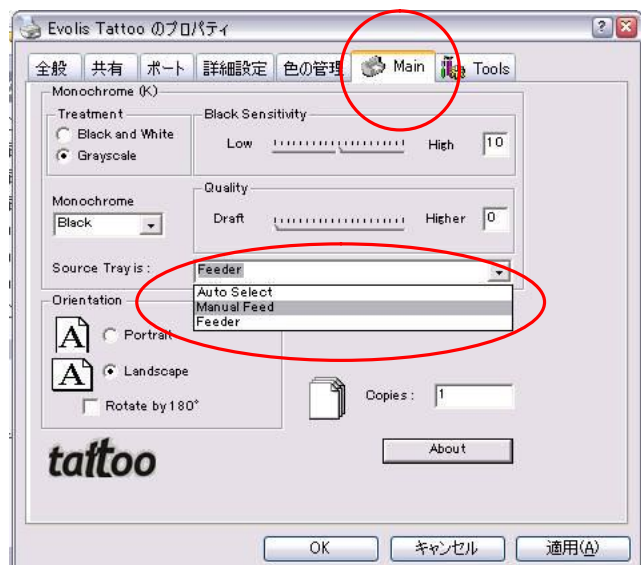 Evolis Tattoo のプロパティ
全般 共有 ポート 詳細設定 色の管理 Main Tools
Monochrome (K)
Treatment
Black and White
Grayscale
Black Sensitivity
Low High 10
Monochrome
Black
Quality
Draft Higher 0
Source Tray is : Feeder
Auto Select
Manual Feed
Feeder
Orientation
A Portrait
A Landscape
Rotate by 180°
Copies : 1
tattoo
About
OK キャンセル 適用(A)